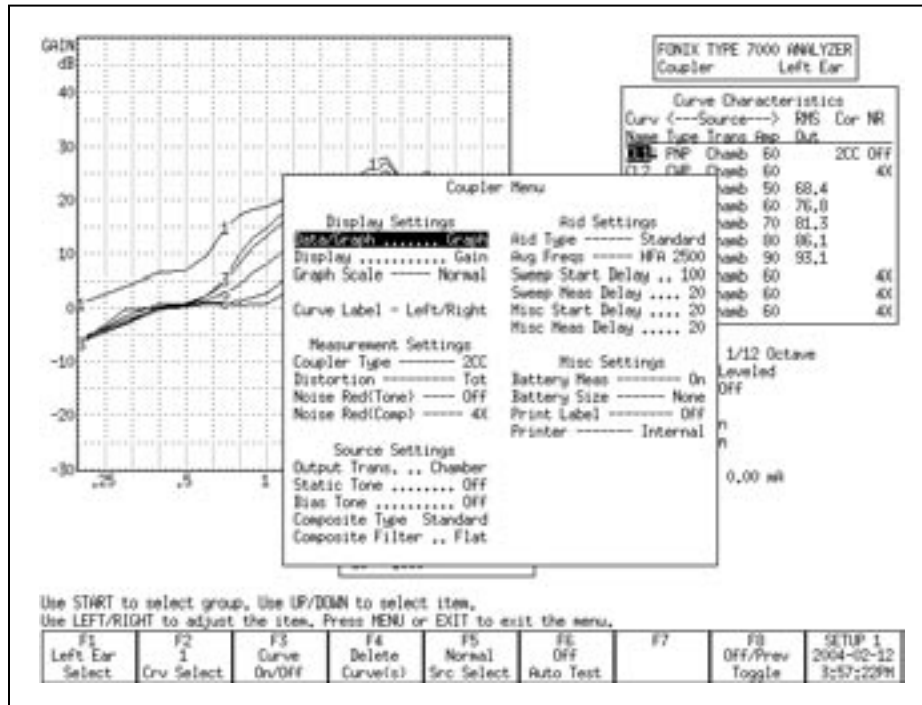 GAIN
dB
40
30
20
10
0
-10
-20
-30
.25 .5 1
17
1
FONIX TYPE 7000 ANALYZER
Coupler Left Ear
Curve Characteristics
Curv <---Source---> RMS Cor NR
Name Type Trans Amp Out
PNP Chamb 60 2CC Off
CL2 CWP Chamb 60 4X
hamb 50 68.4
hamb 60 76.0
hamb 70 81.3
hamb 80 86.1
hamb 90 93.1
hamb 60 4X
hamb 60 4X
hamb 60 4X
1/12 Octave
Leveled
Off
n
n
0.00 mA
Coupler Menu
Display Settings
Data/Graph ....... Graph
Display ........... Gain
Graph Scale ----- Normal
Curve Label - Left/Right
Measurement Settings
Coupler Type ------ 2CC
Distortion --------- Tot
Noise Red(Tone) ---- Off
Noise Red(Comp) ----- 4X
Source Settings
Output Trans. .. Chamber
Static Tone ........ Off
Bias Tone .......... Off
Composite Type Standard
Composite Filter .. Flat
Aid Settings
Aid Type ------ Standard
Avg Freqs ----- HFA 2500
Sweep Start Delay .. 100
Sweep Meas Delay .... 20
Misc Start Delay .... 20
Misc Meas Delay ..... 20
Misc Settings
Battery Meas -------- On
Battery Size ------ None
Print Label -------- Off
Printer ------- Internal
Use START to select group. Use UP/DOWN to select item.
Use LEFT/RIGHT to adjust the item. Press MENU or EXIT to exit the menu.
F1 Left Ear Select
F2 1 Crv Select
F3 Curve On/Off
F4 Delete Curve(s)
F5 Normal Src Select
F6 Off Auto Test
F7
F8 Off/Prev Toggle
SETUP 1 2004-02-12 3:57:22PM